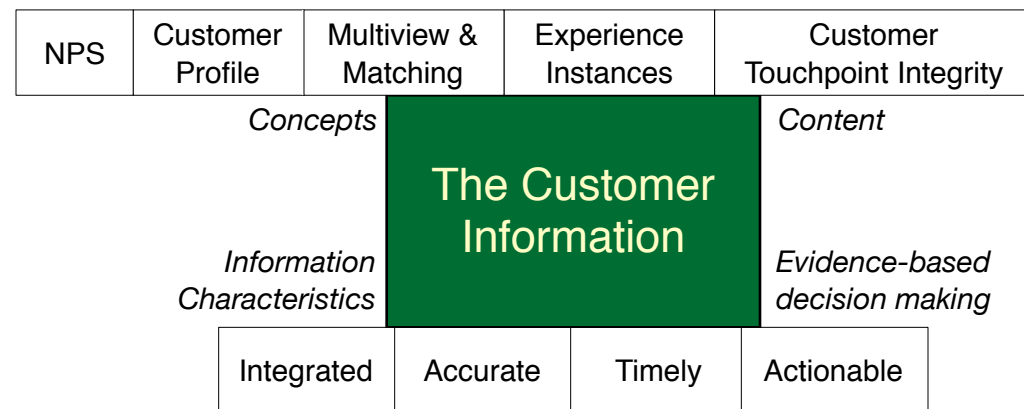 NPS
Customer
Profile
Multiview &
Matching
Experience
Instances
Customer
Touchpoint Integrity
Concepts
Content
The Customer
Information
Information
Characteristics
Evidence-based
decision making
Integrated
Accurate
Timely
Actionable